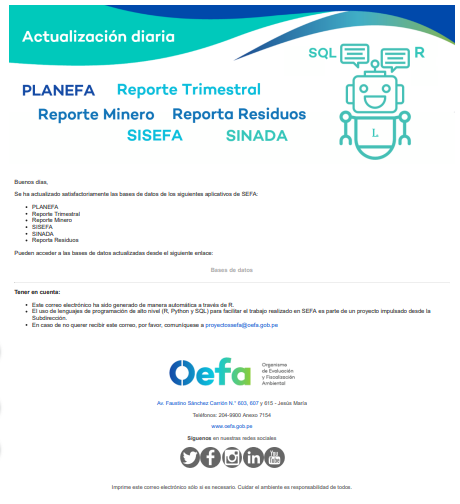 Actualización diaria
SQL
R
PLANEFA Reporte Trimestral
Reporte Minero Reporta Residuos
SISEFA SINADA
L
Buenos días,
Se ha actualizado satisfactoriamente las bases de datos de los siguientes aplicativos de SEFA:
• PLANEFA
• Reporte Trimestral
• Reporte Minero
• SISEFA
• SINADA
• Reporta Residuos
Pueden acceder a las bases de datos actualizadas desde el siguiente enlace:
Bases de datos
Tener en cuenta:
• Este correo electrónico ha sido generado de manera automática a través de R.
• El uso de lenguajes de programación de alto nivel (R, Python y SQL) para facilitar el trabajo realizado en SEFA es parte de un proyecto impulsado desde la
Subdirección.
• En caso de no querer recibir este correo, por favor, comuníquese a proyectossefa@oefa.gob.pe
Oefa
Organismo
de Evaluación
y Fiscalización
Ambiental
Av. Faustino Sánchez Carrión N.° 603, 607 y 615 - Jesús María
Teléfonos: 204-9900 Anexo 7154
www.oefa.gob.pe
Síguenos en nuestras redes sociales
f in You Tube
Imprime este correo electrónico sólo si es necesario. Cuidar el ambiente es responsabilidad de todos.